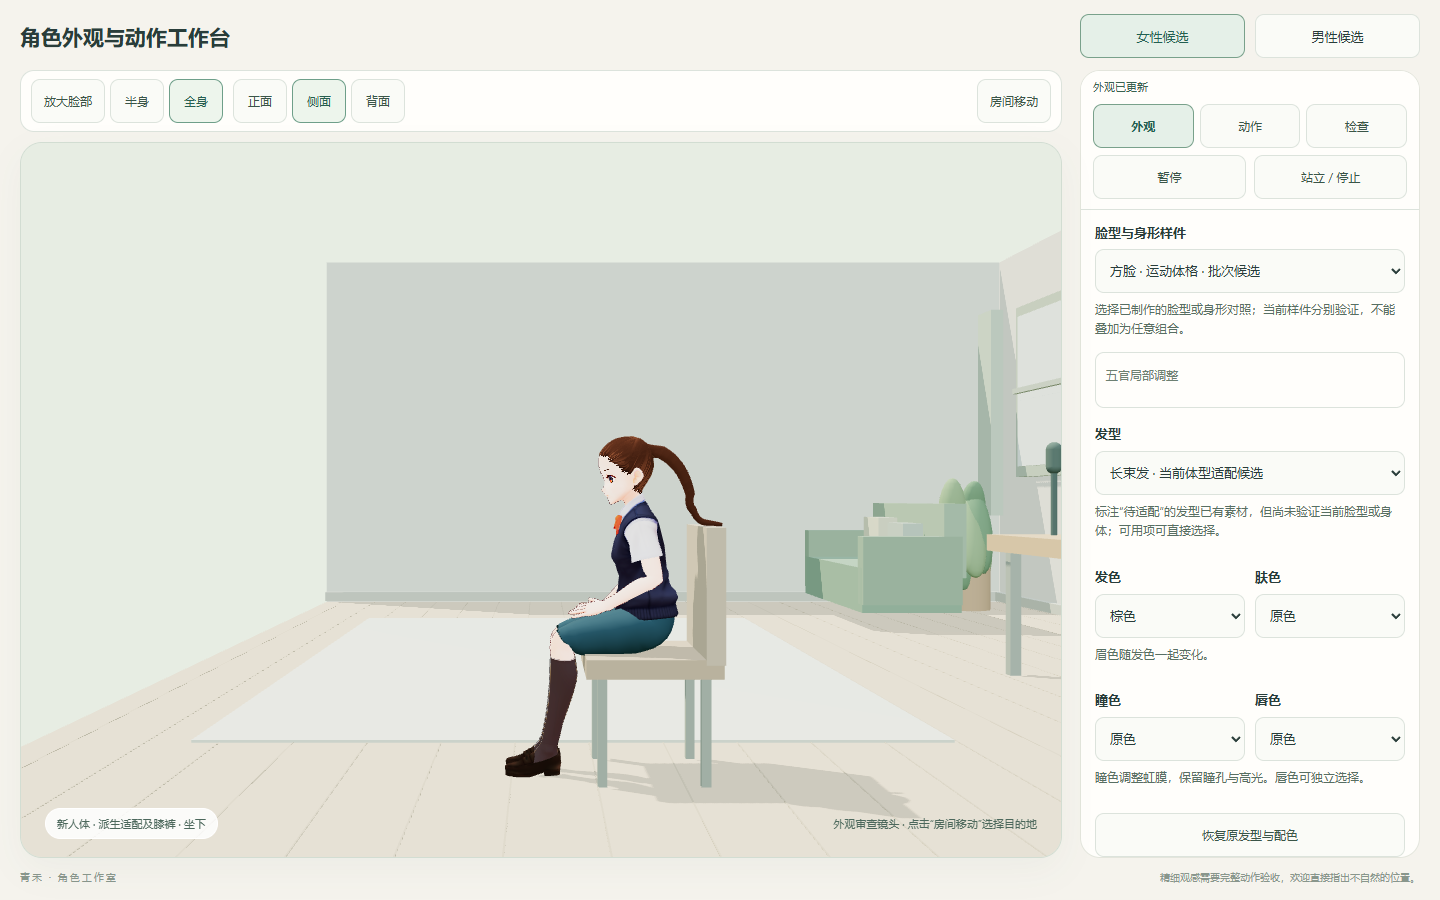 角色外观与动作工作台
女性候选
男性候选
放大脸部
半身
全身
正面
侧面
背面
房间移动
外观已更新
外观
动作
检查
暂停
站立 / 停止
脸型与身形样件
方脸 · 运动体格 · 批次候选
选择已制作的脸型或身形对照；当前样件分别验证，不能
叠加为任意组合。
五官局部调整
发型
长束发 · 当前体型适配候选
标注“待适配”的发型已有素材，但尚未验证当前脸型或身
体；可用项可直接选择。
发色
肤色
棕色
原色
眉色随发色一起变化。
瞳色
唇色
原色
原色
瞳色调整虹膜，保留瞳孔与高光。唇色可独立选择。
恢复原发型与配色
新人体 · 派生适配及膝裤 · 坐下
外观审查镜头 · 点击“房间移动”选择目的地
青禾 · 角色工作室
精细观感需要完整动作验收，欢迎直接指出不自然的位置。